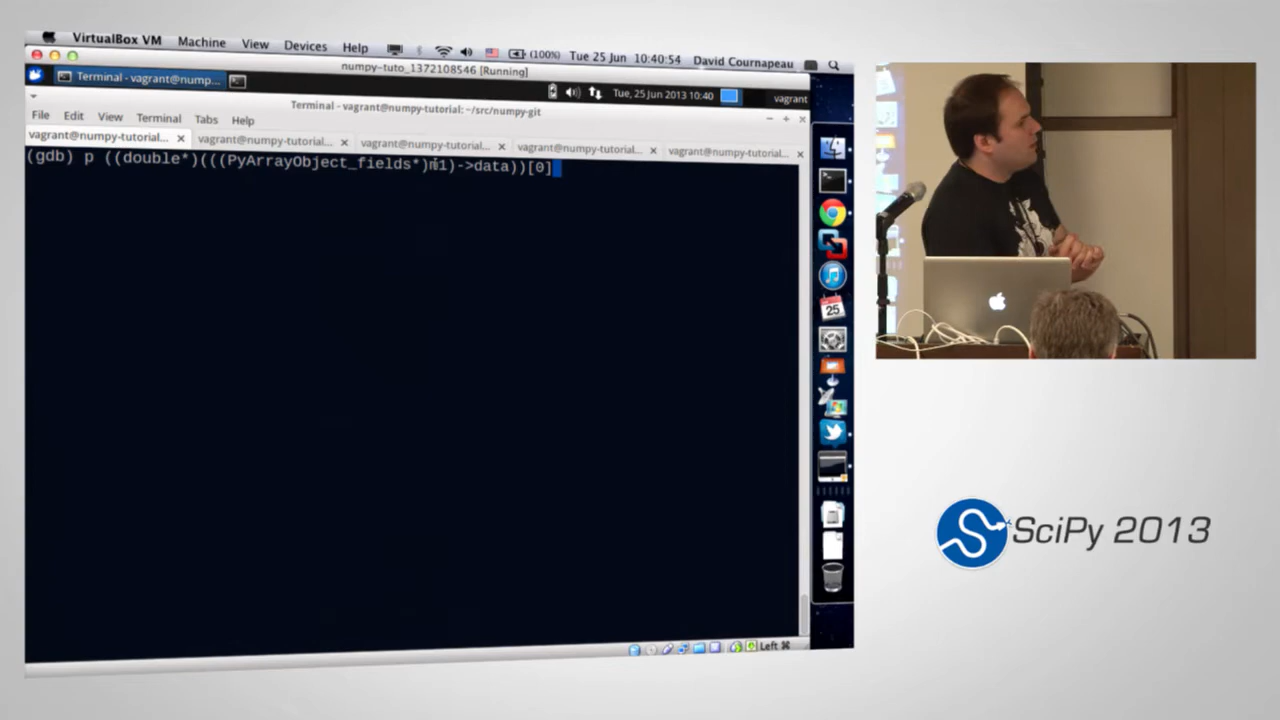 VirtualBox VM Machine View Devices Help (100%) Tue 25 Jun 10:40:54 David Cournapeau
numpy-tuto_1372108546 [Running]
Terminal - vagrant@nump... Tue, 25 Jun 2013 10:40 vagrant
Terminal - vagrant@numpy-tutorial: ~/src/numpy-git
File Edit View Terminal Tabs Help
vagrant@numpy-tutorial... vagrant@numpy-tutorial... vagrant@numpy-tutorial... vagrant@numpy-tutorial... vagrant@numpy-tutorial...
(gdb) p ((double*)(((PyArrayObject_fields*)m1)->data))[0]
25
Left ⌘
SciPy 2013